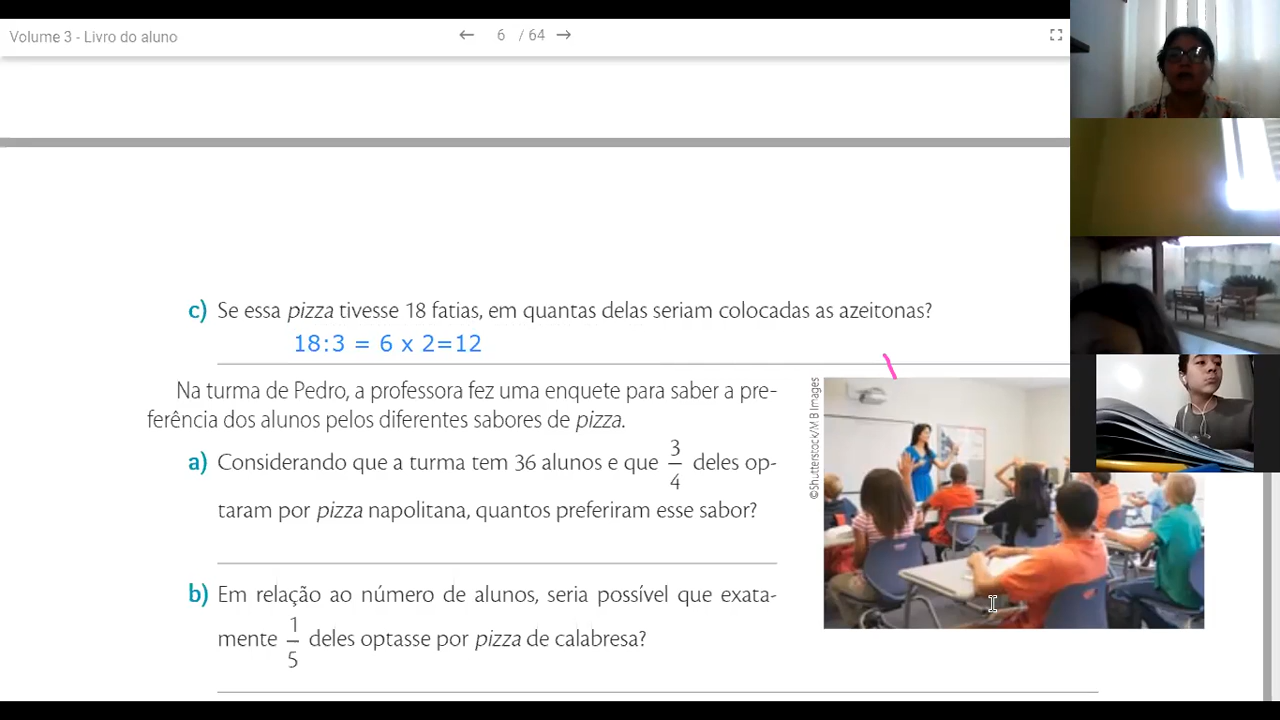 Volume 3 - Livro do aluno
← 6 / 64 →
c) Se essa pizza tivesse 18 fatias, em quantas delas seriam colocadas as azeitonas?
18:3 = 6 x 2=12
Na turma de Pedro, a professora fez uma enquete para saber a pre-
ferência dos alunos pelos diferentes sabores de pizza.
a) Considerando que a turma tem 36 alunos e que 3/4 deles op-
taram por pizza napolitana, quantos preferiram esse sabor?
b) Em relação ao número de alunos, seria possível que exata-
mente 1/5 deles optasse por pizza de calabresa?
©Shutterstock/M B Images